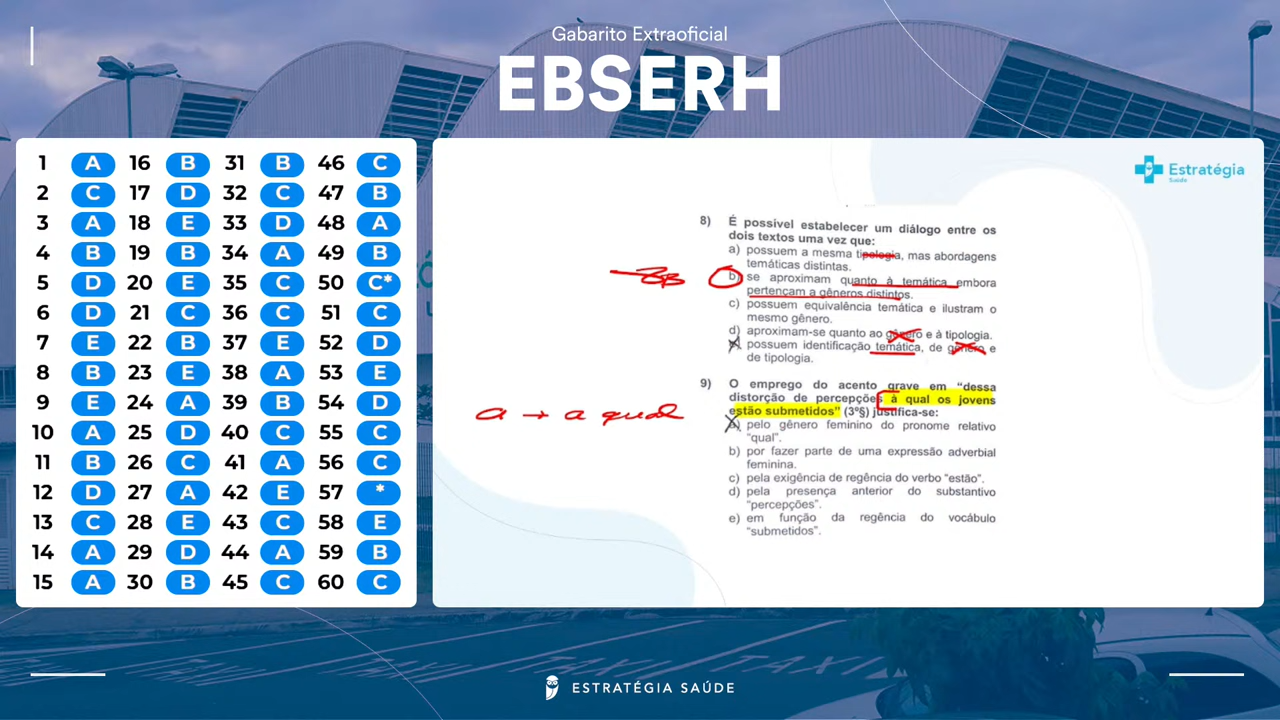 Gabarito Extraoficial
EBSERH
1 A 16 B 31 B 46 C
2 C 17 D 32 C 47 B
3 A 18 E 33 D 48 A
4 B 19 B 34 A 49 B
5 D 20 E 35 C 50 C*
6 D 21 C 36 C 51 C
7 E 22 B 37 E 52 D
8 B 23 E 38 A 53 E
9 E 24 A 39 B 54 D
10 A 25 D 40 C 55 C
11 B 26 C 41 A 56 C
12 D 27 A 42 E 57 *
13 C 28 E 43 C 58 E
14 A 29 D 44 A 59 B
15 A 30 B 45 C 60 C
Estratégia
Saúde
8) É possível estabelecer um diálogo entre os
dois textos uma vez que:
a) possuem a mesma tipologia, mas abordagens
temáticas distintas.
b) se aproximam quanto à temática embora
pertençam a gêneros distintos.
c) possuem equivalência temática e ilustram o
mesmo gênero.
d) aproximam-se quanto ao gênero e à tipologia.
possuem identificação temática, de gênero e
de tipologia.
9) O emprego do acento grave em “dessa
distorção de percepções à qual os jovens
estão submetidos” (3º§) justifica-se:
a → a qual
a) pelo gênero feminino do pronome relativo
“qual”.
b) por fazer parte de uma expressão adverbial
feminina.
c) pela exigência de regência do verbo “estão”.
d) pela presença anterior do substantivo
“percepções”.
e) em função da regência do vocábulo
“submetidos”.
TAXI TAXI
ESTRATÉGIA SAÚDE